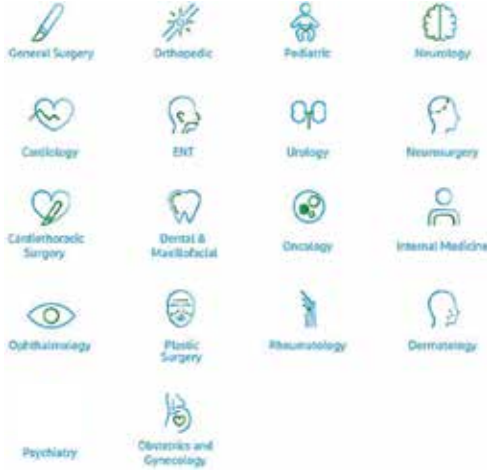 General Surgery
Orthopedic
Pediatric
Neurology
Cardiology
ENT
Urology
Neurosurgery
Cardiothoracic
Surgery
Dental &
Maxillofacial
Oncology
Internal Medicine
Ophthalmology
Plastic
Surgery
Rheumatology
Dermatology
Psychiatry
Obstetrics and
Gynecology